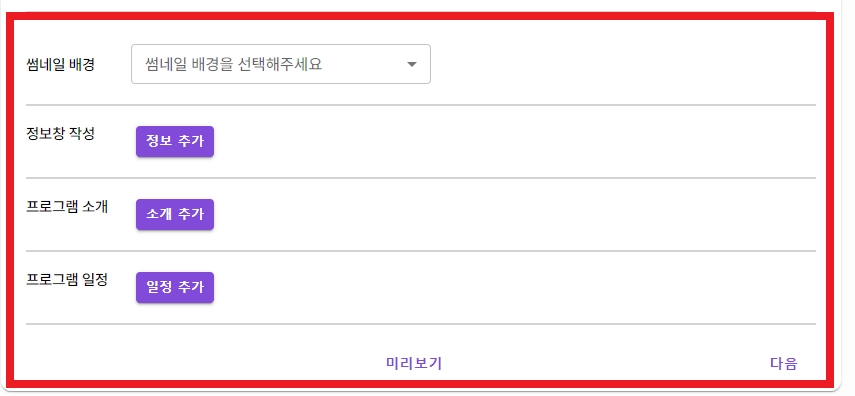 썸네일 배경 썸네일 배경을 선택해주세요
정보창 작성 정보 추가
프로그램 소개 소개 추가
프로그램 일정 일정 추가
미리보기 다음